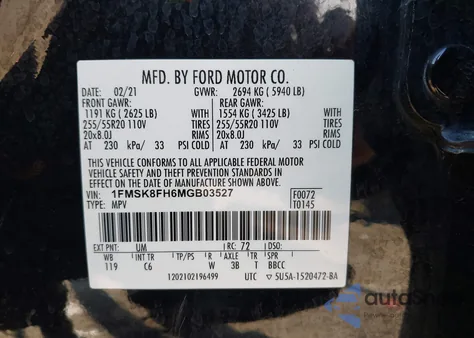 MFD. BY FORD MOTOR CO.
DATE: 02/21 GVWR: 2694 KG ( 5940 LB)
FRONT GAWR: REAR GAWR:
1191 KG ( 2625 LB) 1554 KG ( 3425 LB)
255/55R20 110V TIRES 255/55R20 110V TIRES
20x8.0J RIMS 20x8.0J RIMS
AT 230 kPa/ 33 PSI COLD AT 230 kPa/ 33 PSI COLD
THIS VEHICLE CONFORMS TO ALL APPLICABLE FEDERAL MOTOR
VEHICLE SAFETY AND THEFT PREVENTION STANDARDS
IN EFFECT ON THE DATE OF MANUFACTURE SHOWN ABOVE.
VIN: 1FMSK8FH6MGB03527 F0072
TYPE: MPV T0145
EXT PNT: UM RC: 72 DSO:
WB INT TR TP/PS R AXLE TR SPR
119 C6 W 3B T BBCC
1202102196499 UTC 5U5A-1520472-BA